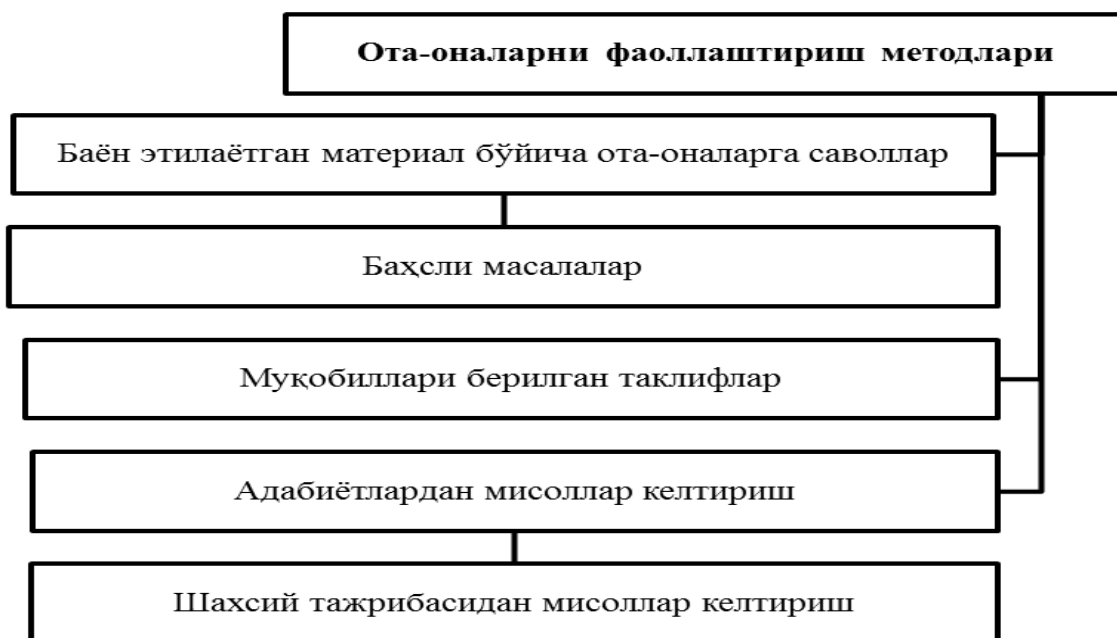 Ота-оналарни фаоллаштириш методлари
Баён этилаётган материал бўйича ота-оналарга саволлар
Баҳсли масалалар
Муқобиллари берилган таклифлар
Адабиётлардан мисоллар келтириш
Шахсий тажрибасидан мисоллар келтириш